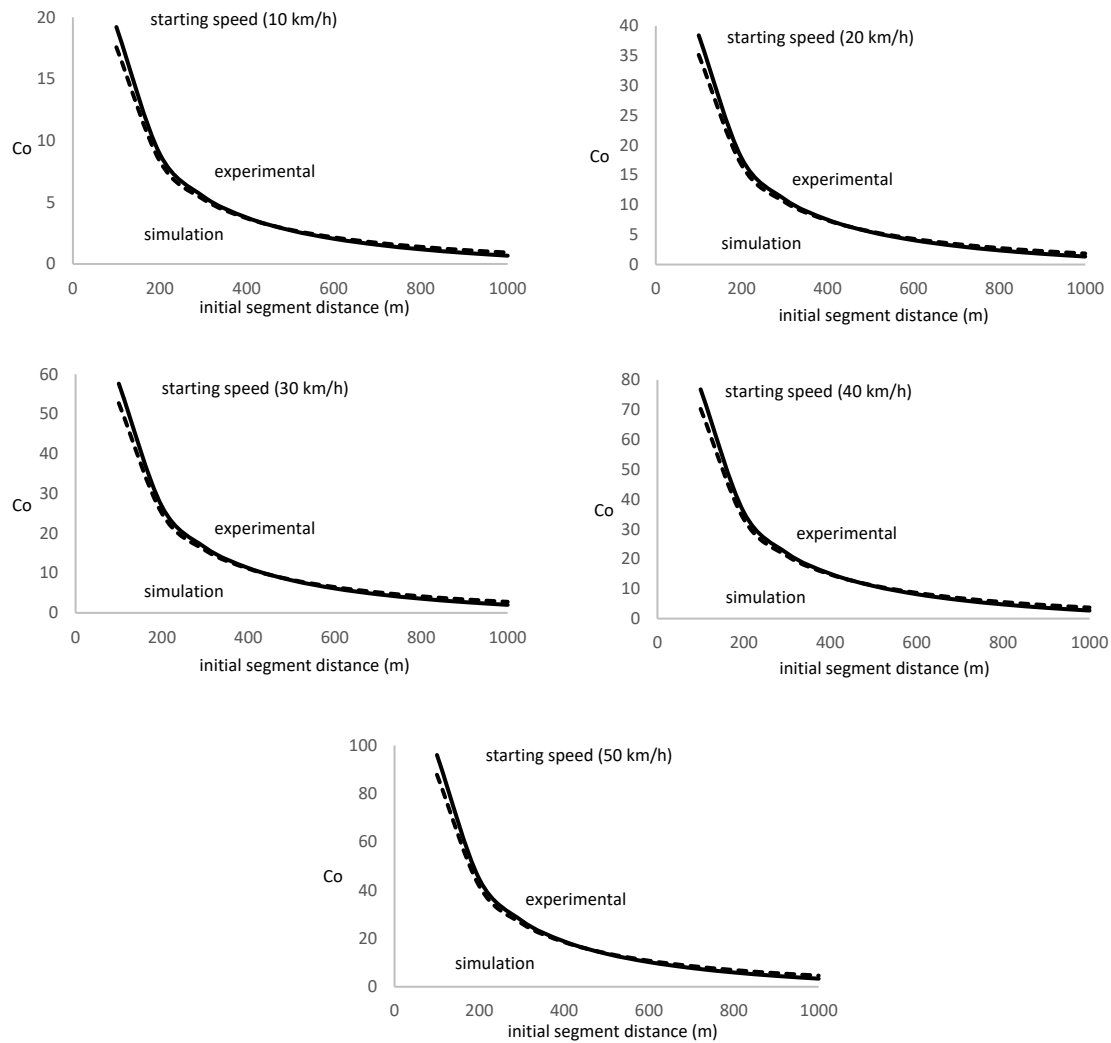 starting speed (10 km/h)
20
15
10
5
0
Co
experimental
simulation
0 200 400 600 800 1000
initial segment distance (m)
starting speed (20 km/h)
40
35
30
25
20
15
10
5
0
Co
experimental
simulation
0 200 400 600 800 1000
initial segment distance (m)
starting speed (30 km/h)
60
50
40
30
20
10
0
Co
experimental
simulation
0 200 400 600 800 1000
initial segment distance (m)
starting speed (40 km/h)
80
70
60
50
40
30
20
10
0
Co
experimental
simulation
0 200 400 600 800 1000
initial segment distance (m)
starting speed (50 km/h)
100
80
60
40
20
0
Co
experimental
simulation
0 200 400 600 800 1000
initial segment distance (m)